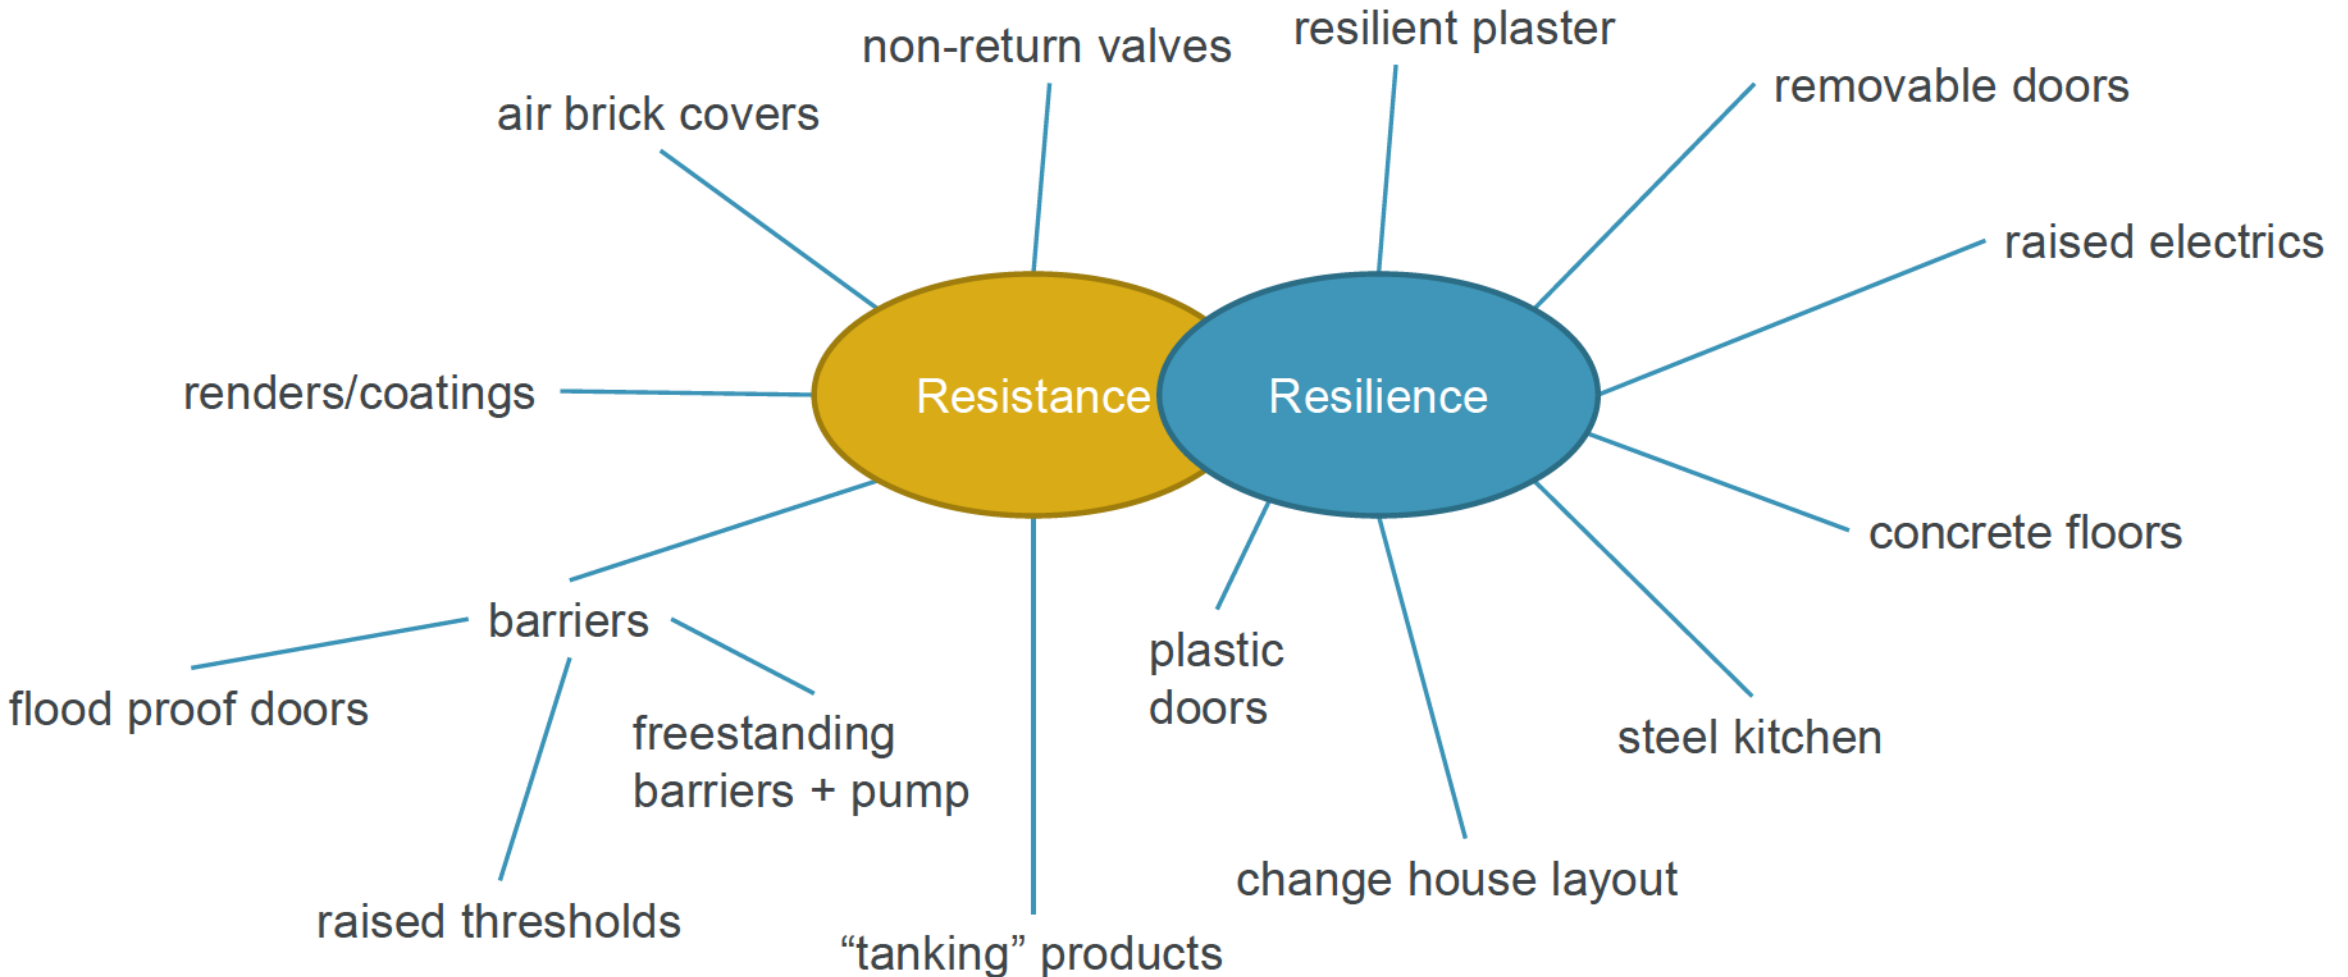 resilient plaster
non-return valves
removable doors
air brick covers
raised electrics
renders/coatings
Resistance
Resilience
concrete floors
barriers
plastic
doors
flood proof doors
freestanding
barriers + pump
steel kitchen
change house layout
raised thresholds
“tanking” products